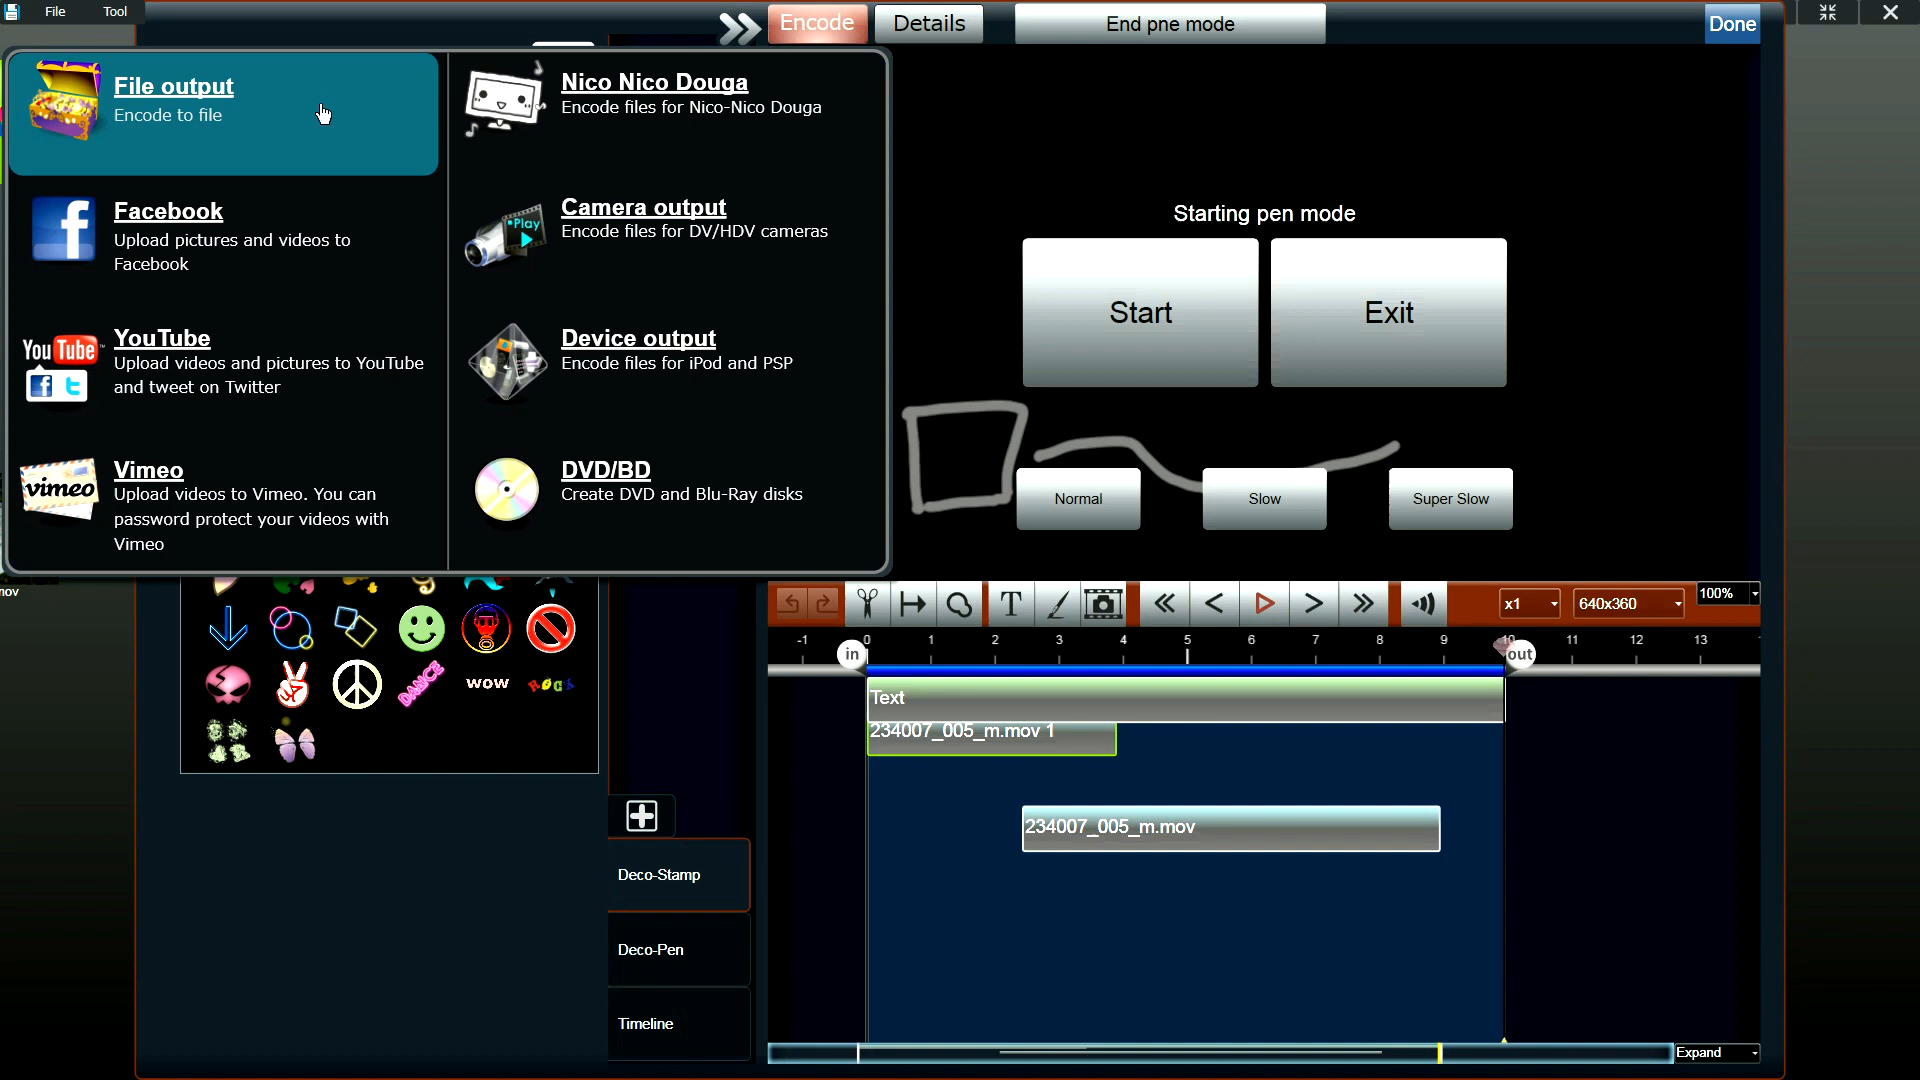 File
Tool
Encode
Details
End pne mode
Done
File output
Encode to file
Nico Nico Douga
Encode files for Nico-Nico Douga
Facebook
Upload pictures and videos to
Facebook
Camera output
Encode files for DV/HDV cameras
Play
YouTube
Upload videos and pictures to YouTube
and tweet on Twitter
You Tube
Device output
Encode files for iPod and PSP
Vimeo
Upload videos to Vimeo. You can
password protect your videos with
Vimeo
vimeo
DVD/BD
Create DVD and Blu-Ray disks
Starting pen mode
Start
Exit
Normal
Slow
Super Slow
DANCE
WOW
ROCK
x1
640x360
100%
-1 0 1 2 3 4 5 6 7 8 9 10 11 12 13
in
out
Text
234007_005_m.mov 1
234007_005_m.mov
Deco-Stamp
Deco-Pen
Timeline
Expand